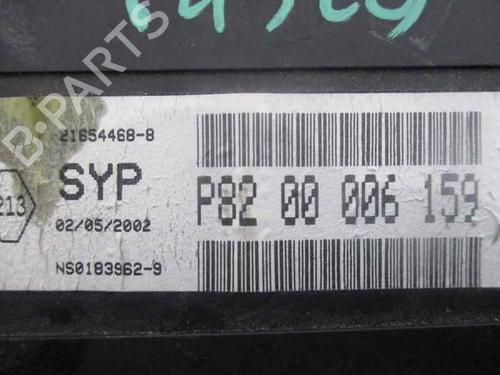 B-PARTS
21654468-8
SYP
213
02/05/2002
NS0183962-9
P82 00 006 159